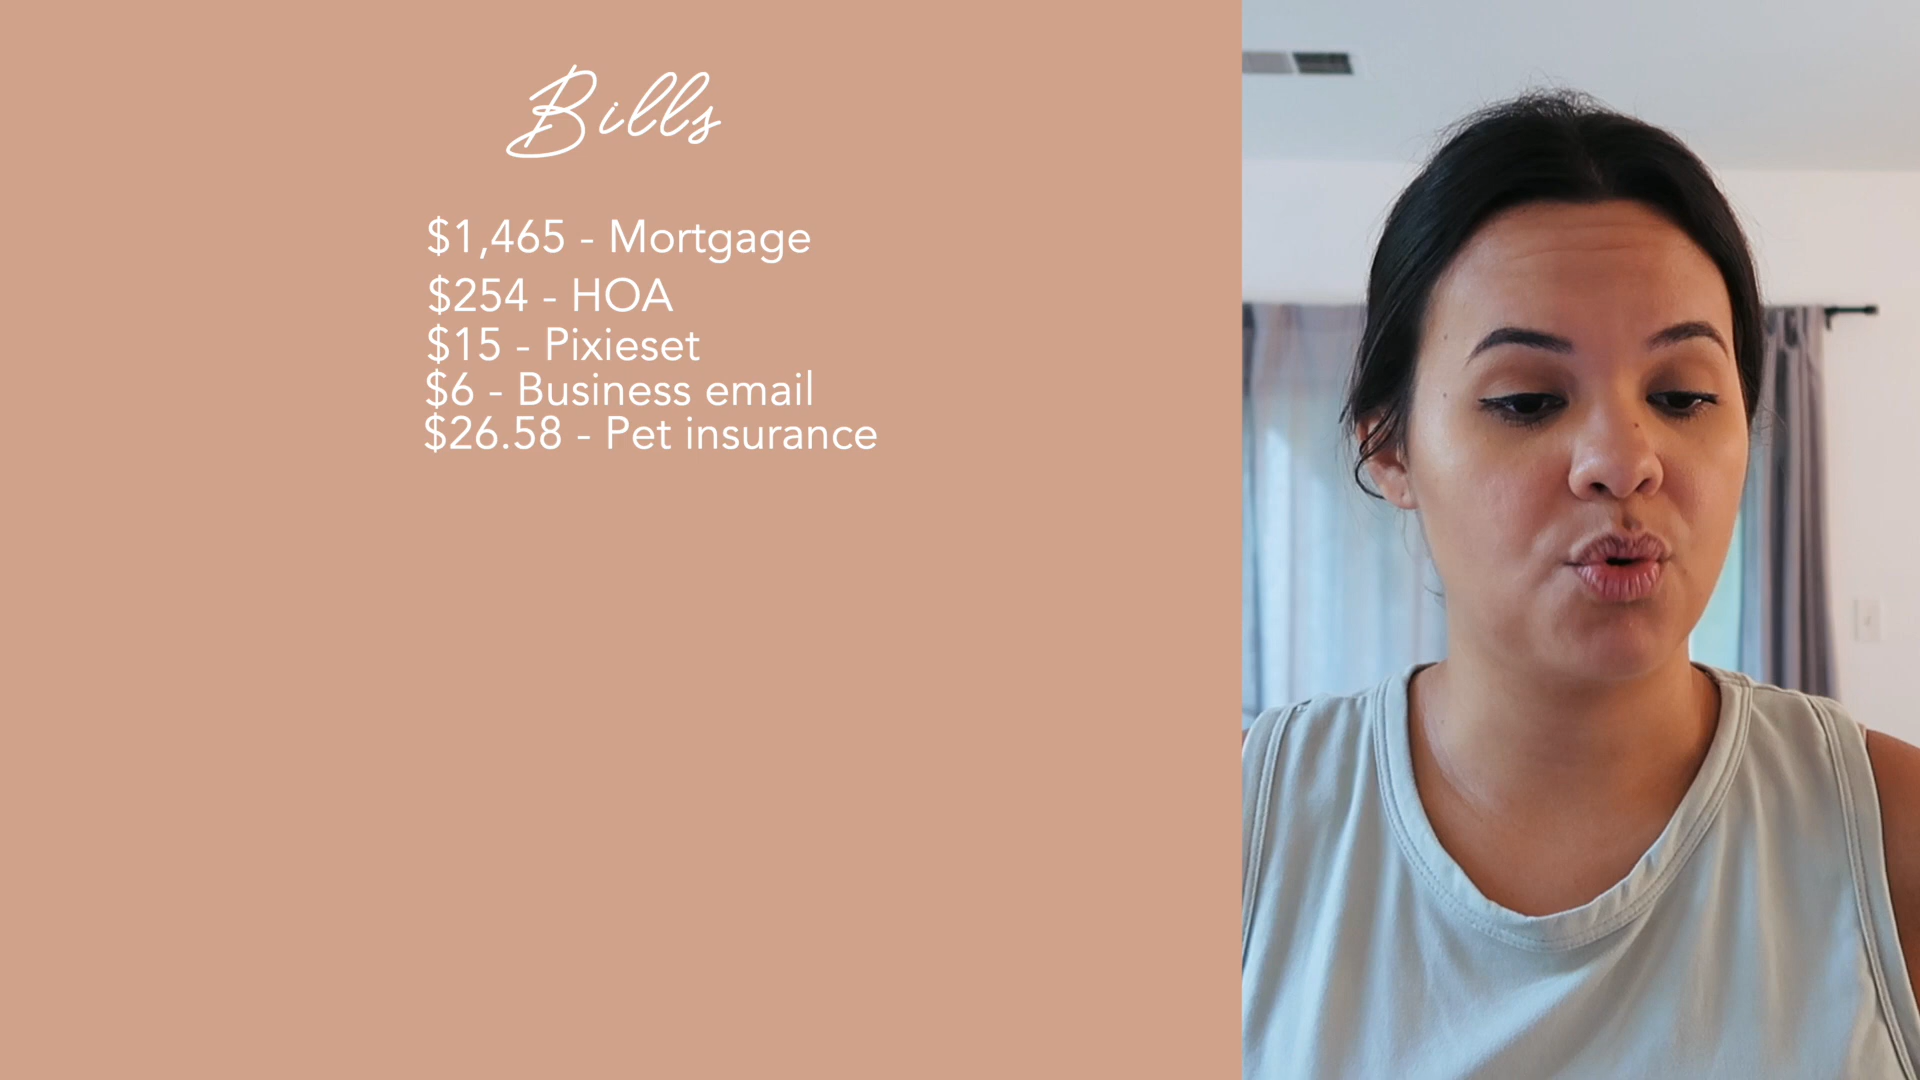 Bills
$1,465 - Mortgage
$254 - HOA
$15 - Pixieset
$6 - Business email
$26.58 - Pet insurance